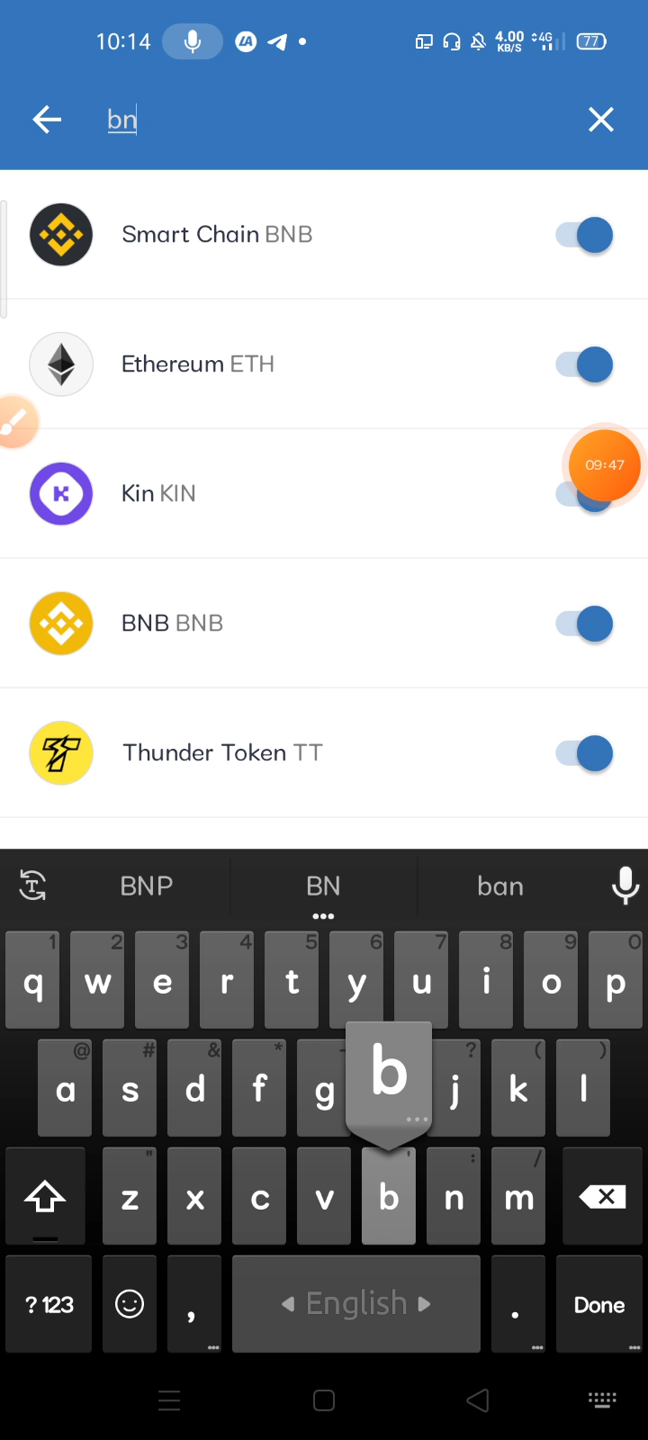 10:14 4.00 KB/S 4G 77
bn
Smart Chain BNB
Ethereum ETH
09:47
Kin KIN
BNB BNB
Thunder Token TT
BNP BN ban
1 2 3 4 5 6 7 8 9 0
q w e r t y u i o p
@ # & * - ? ( )
a s d f g b j k l
" ' : /
z x c v b n m
?123 , English . Done